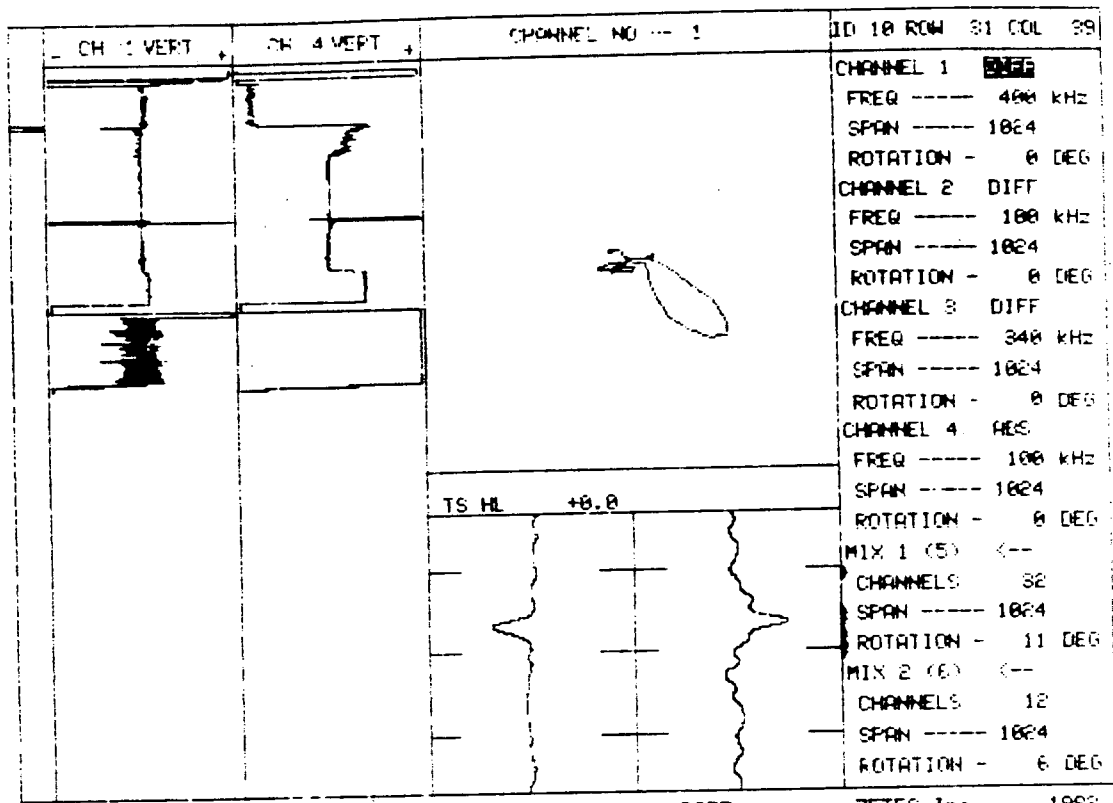 - CH 1 VERT +
CH 4 VERT +
CHANNEL NO -- 1
ID 10 ROW 31 COL 39
CHANNEL 1 DIFF
FREQ ----- 400 kHz
SPAN ----- 1024
ROTATION - 0 DEG
CHANNEL 2 DIFF
FREQ ----- 100 kHz
SPAN ----- 1024
ROTATION - 0 DEG
CHANNEL 3 DIFF
FREQ ----- 340 kHz
SPAN ----- 1024
ROTATION - 0 DEG
CHANNEL 4 ABS
FREQ ----- 100 kHz
SPAN ----- 1024
ROTATION - 0 DEG
MIX 1 (5) <--
CHANNELS 32
SPAN ----- 1024
ROTATION - 11 DEG
MIX 2 (6) <--
CHANNELS 12
SPAN ----- 1024
ROTATION - 6 DEG
TS HL +0.0